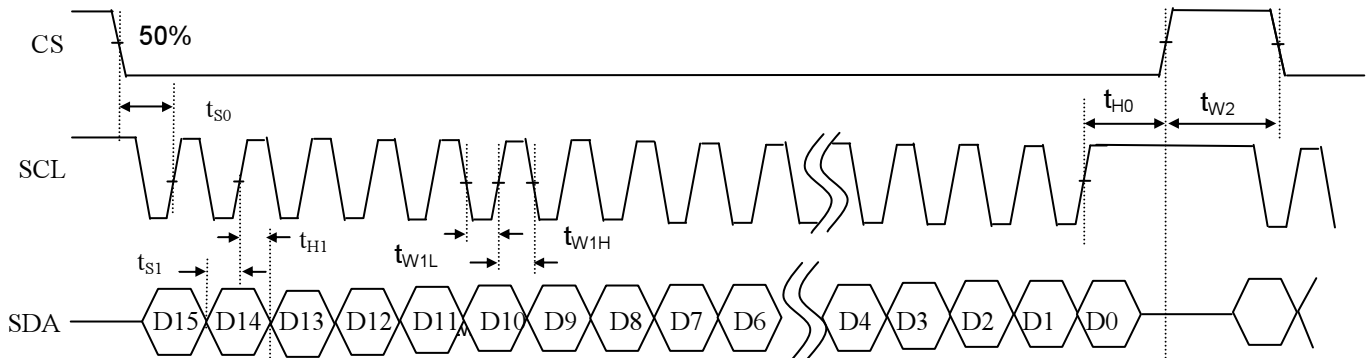 CS 50%
t_S0 t_H0 t_W2
SCL
t_H1 t_W1H
t_S1 t_W1L
SDA D15 D14 D13 D12 D11 D10 D9 D8 D7 D6 D4 D3 D2 D1 D0